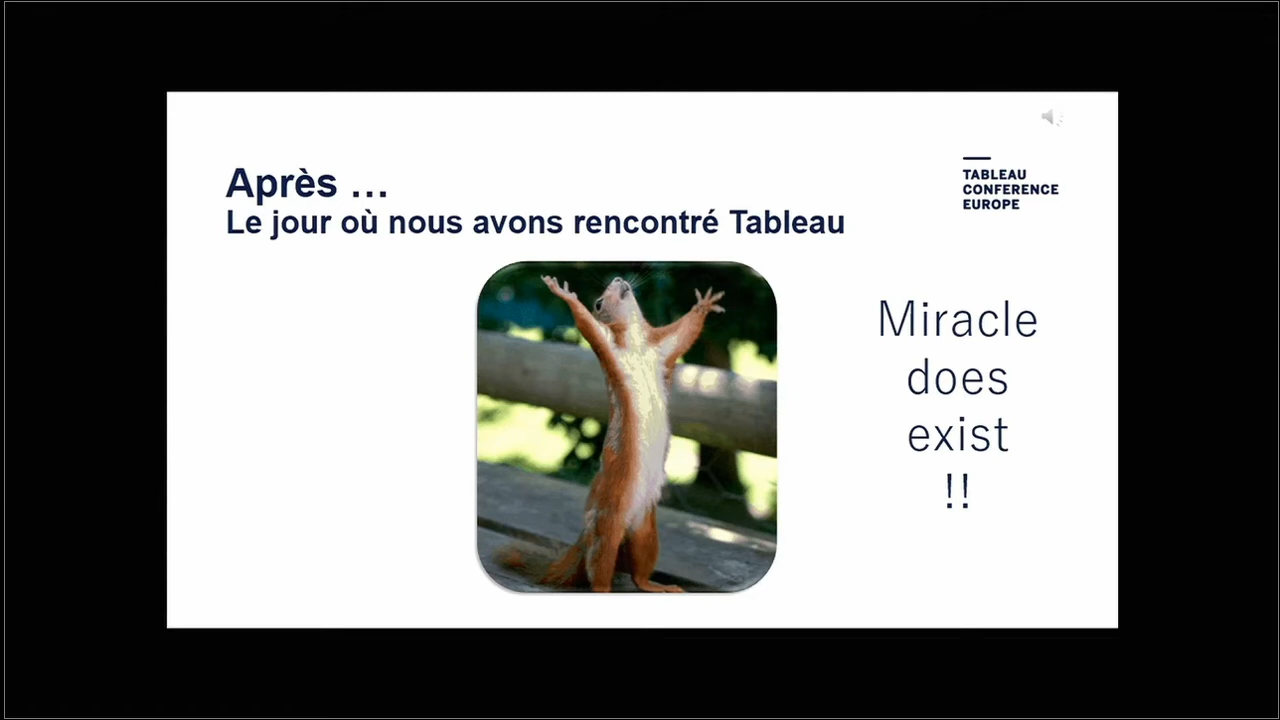 Après …
Le jour où nous avons rencontré Tableau
TABLEAU
CONFERENCE
EUROPE
Miracle
does
exist
!!